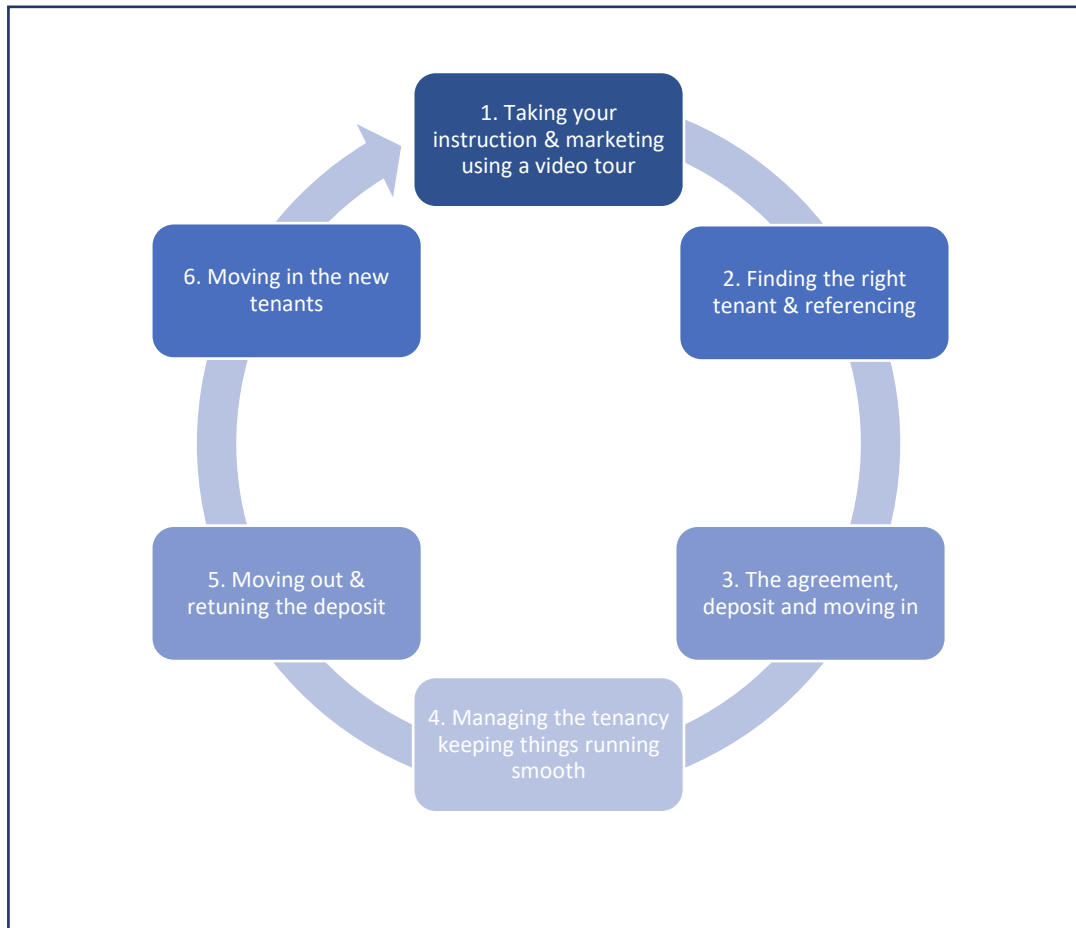 1. Taking your
instruction & marketing
using a video tour
2. Finding the right
tenant & referencing
3. The agreement,
deposit and moving in
4. Managing the tenancy
keeping things running
smooth
5. Moving out &
retuning the deposit
6. Moving in the new
tenants